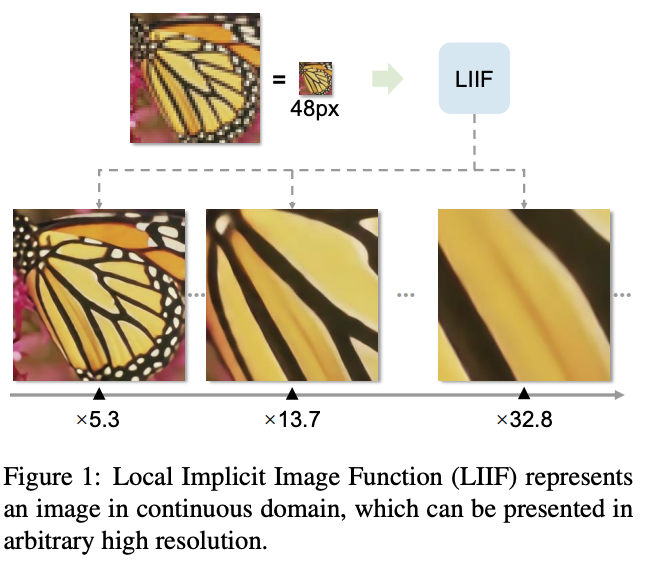 =
48px
LIIF
...
...
...
×5.3
×13.7
×32.8
Figure 1: Local Implicit Image Function (LIIF) represents
an image in continuous domain, which can be presented in
arbitrary high resolution.